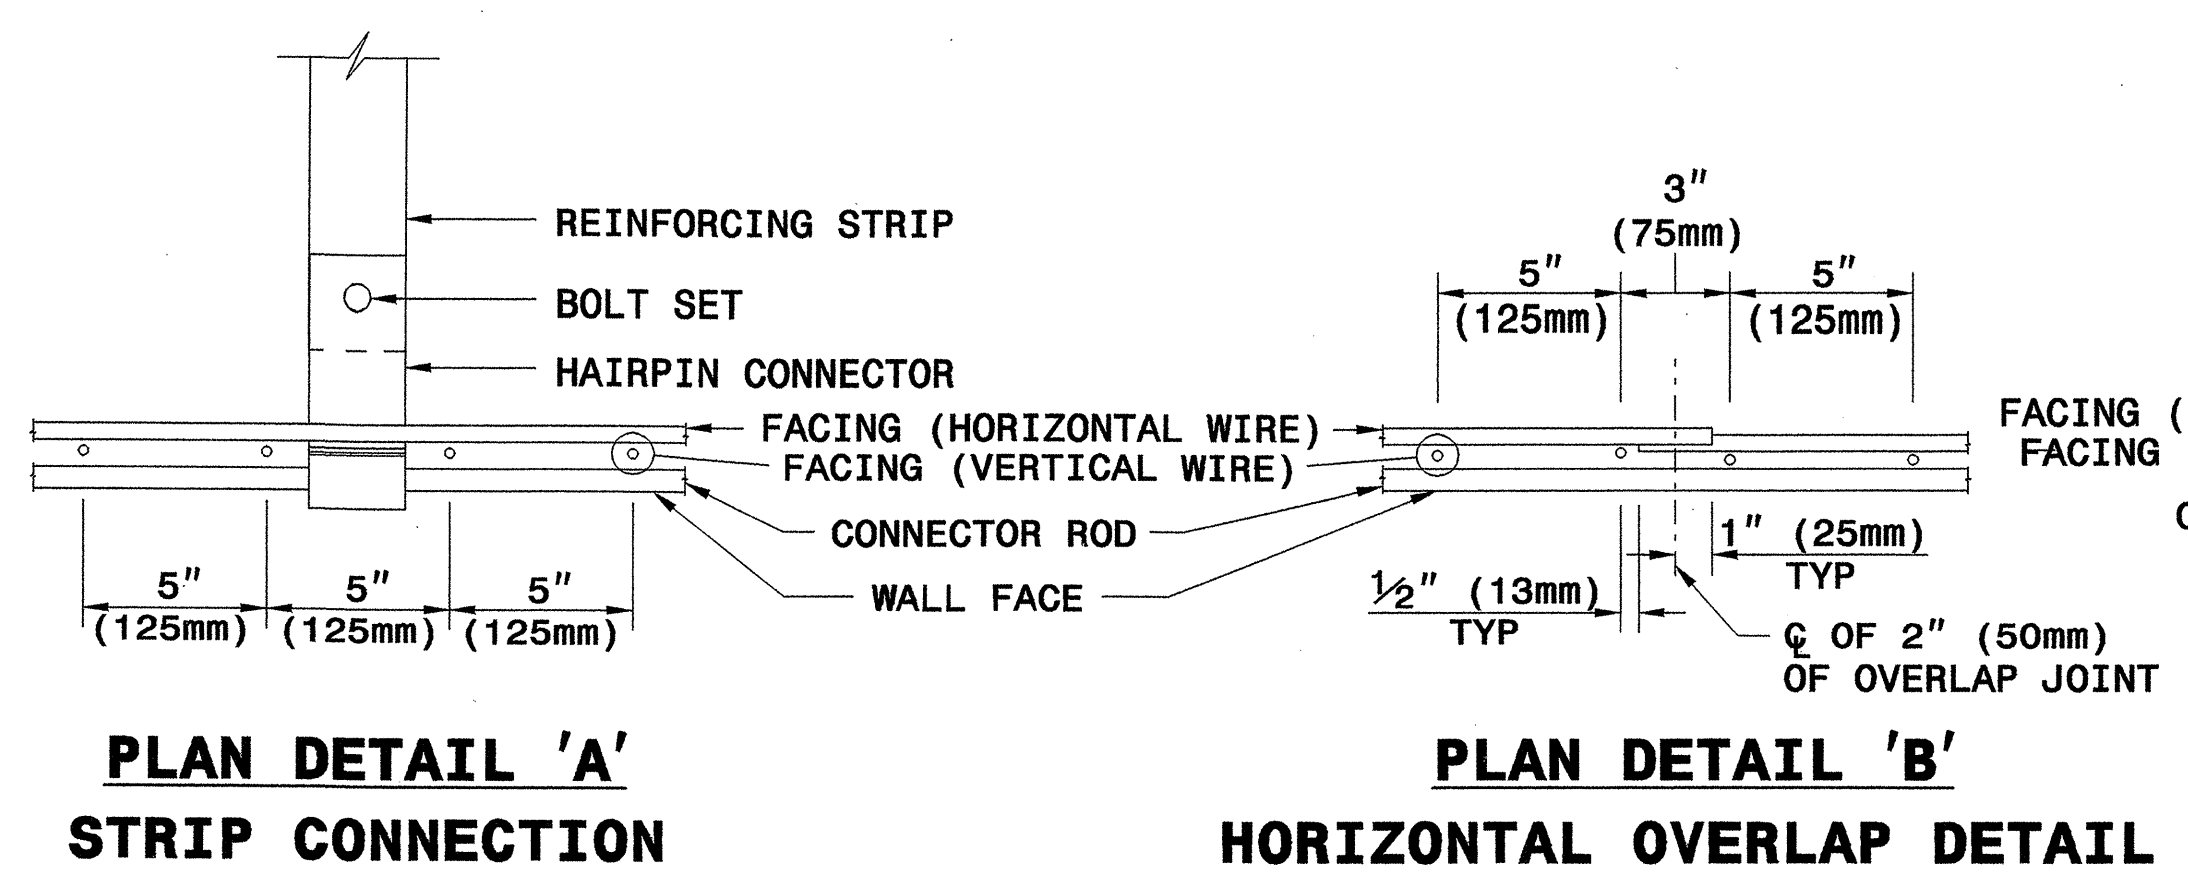 REINFORCING STRIP
BOLT SET
HAIRPIN CONNECTOR
FACING (HORIZONTAL WIRE)
FACING (VERTICAL WIRE)
CONNECTOR ROD
WALL FACE
5" 5" 5"
(125mm) (125mm) (125mm)
PLAN DETAIL 'A'
STRIP CONNECTION
3"
(75mm)
5" 5"
(125mm) (125mm)
FACING (
FACING
1" (25mm)
TYP
½" (13mm)
TYP
℄ OF 2" (50mm)
OF OVERLAP JOINT
PLAN DETAIL 'B'
HORIZONTAL OVERLAP DETAIL